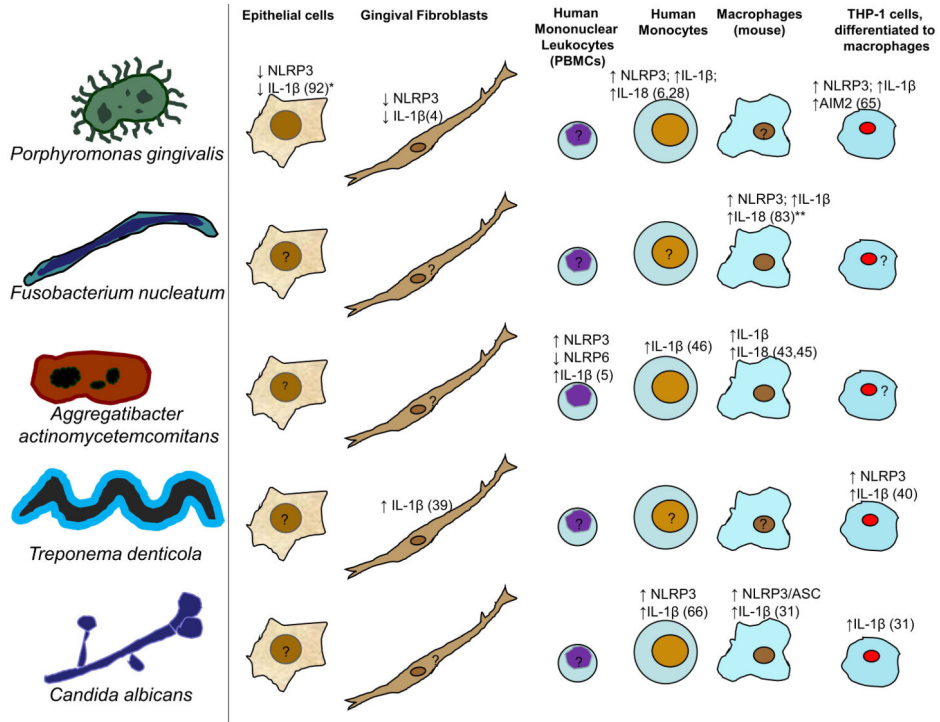 Epithelial cells
Gingival Fibroblasts
Human
Mononuclear
Leukocytes
(PBMCs)
Human
Monocytes
Macrophages
(mouse)
THP-1 cells,
differentiated to
macrophages
Porphyromonas gingivalis
↓ NLRP3
↓ IL-1β (92)*
↓ NLRP3
↓ IL-1β(4)
?
↑ NLRP3; ↑IL-1β;
↑IL-18 (6,28)
?
↑ NLRP3; ↑IL-1β
↑AIM2 (65)
Fusobacterium nucleatum
?
?
?
?
↑ NLRP3; ↑IL-1β
↑IL-18 (83)**
?
Aggregatibacter
actinomycetemcomitans
?
?
↑ NLRP3
↓ NLRP6
↑IL-1β (5)
↑IL-1β (46)
↑IL-1β
↑IL-18 (43,45)
?
Treponema denticola
?
↑ IL-1β (39)
?
?
?
↑ NLRP3
↑IL-1β (40)
Candida albicans
?
?
?
↑ NLRP3
↑IL-1β (66)
↑ NLRP3/ASC
↑IL-1β (31)
↑IL-1β (31)